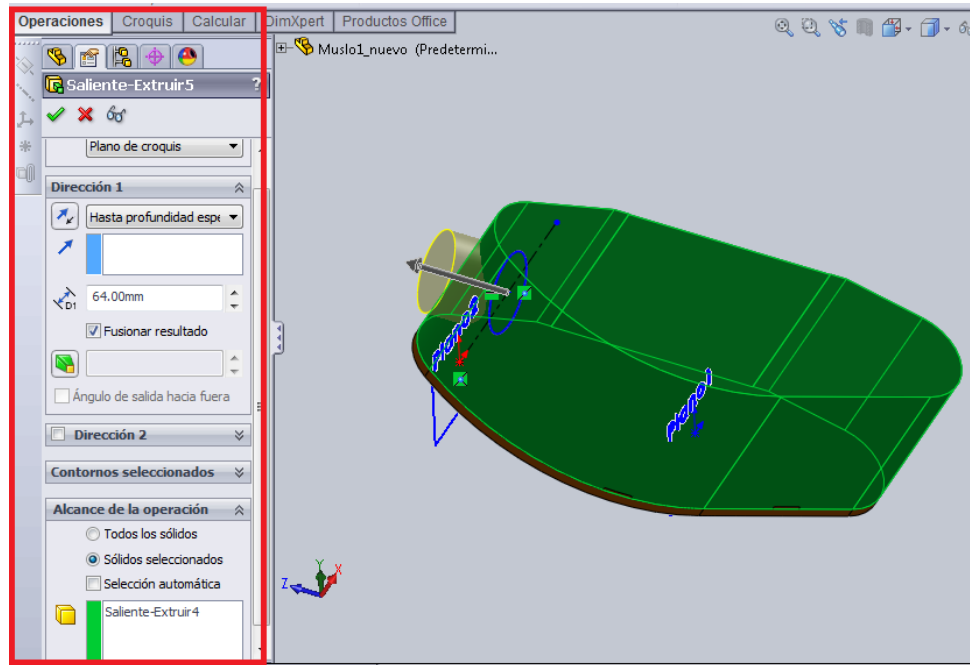 Operaciones Croquis Calcular DimXpert Productos Office
Muslo1_nuevo (Predetermi...
Saliente-Extruir5 ?
Plano de croquis
Dirección 1
Hasta profundidad espe
D1 64.00mm
Fusionar resultado
Ángulo de salida hacia fuera
Dirección 2
Contornos seleccionados
Alcance de la operación
Todos los sólidos
Sólidos seleccionados
Selección automática
Saliente-Extruir4
Plano1
Y
X
Z